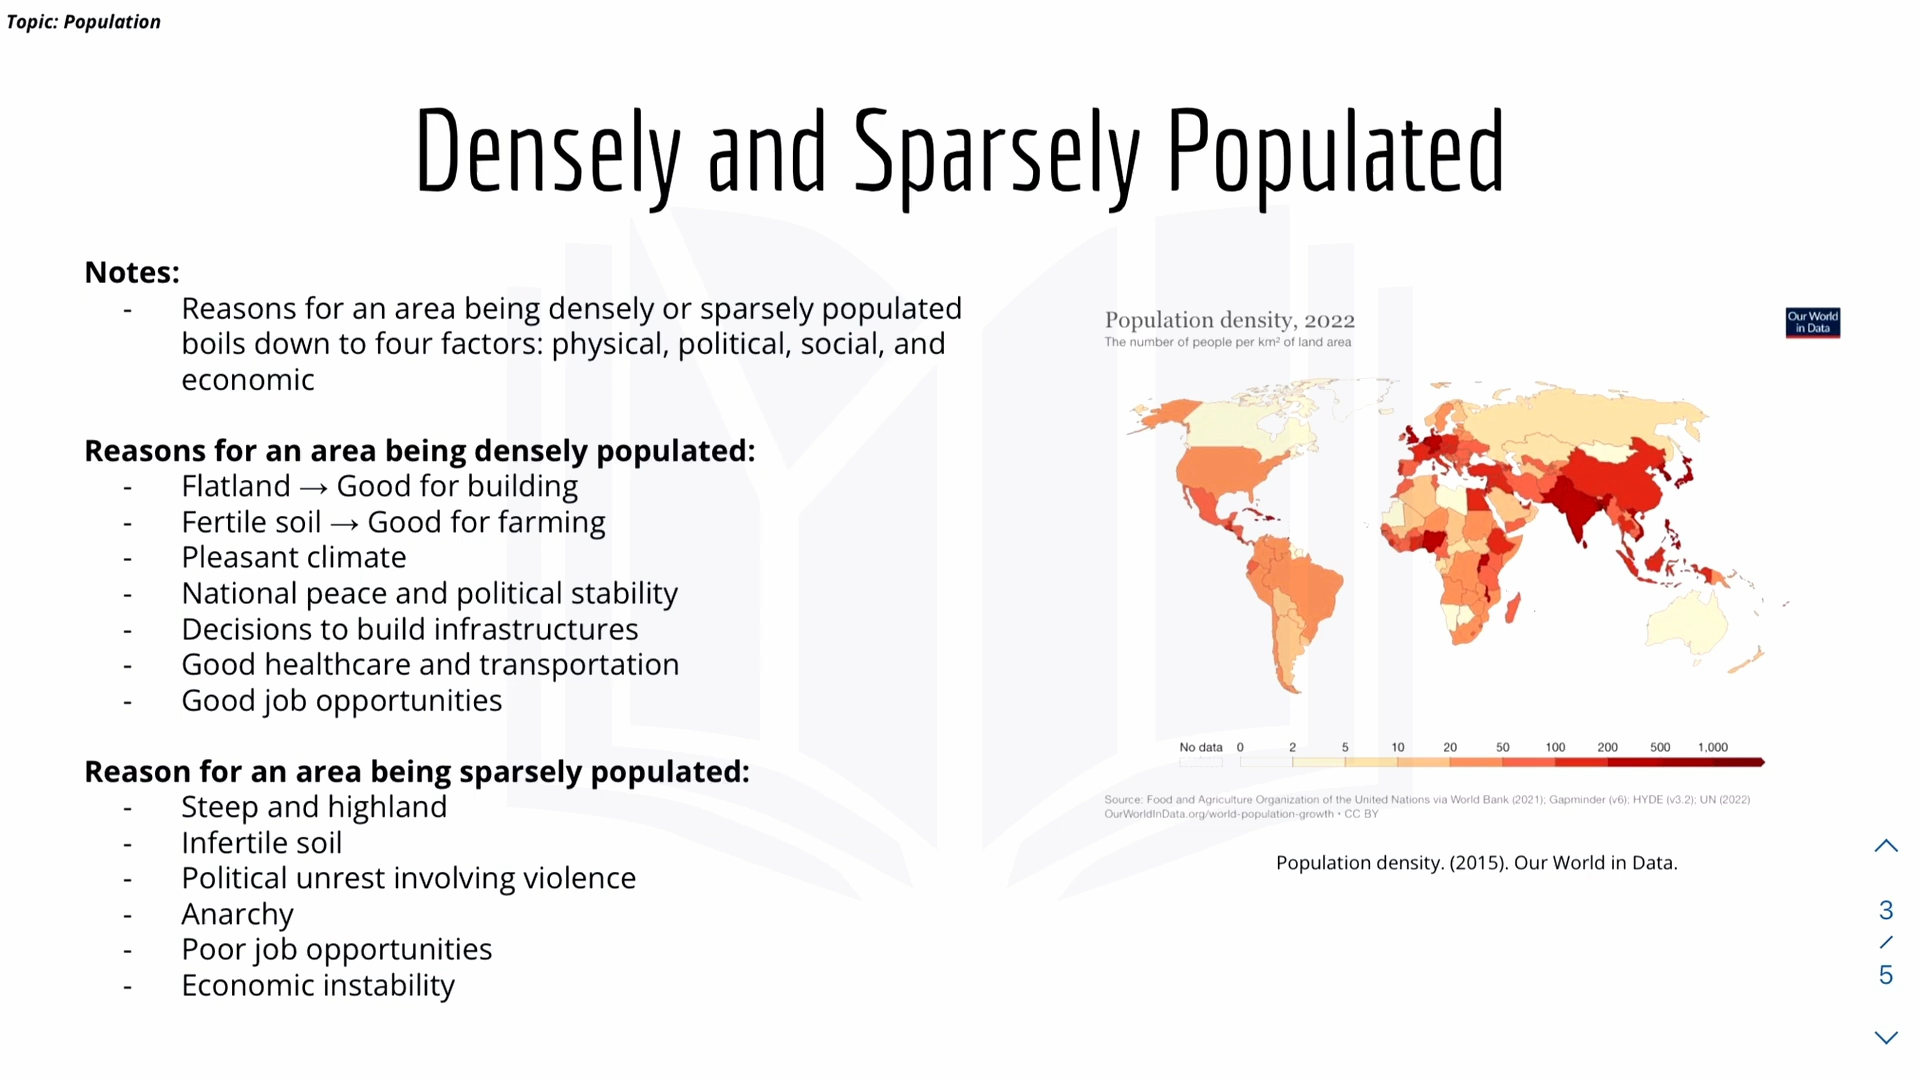 Topic: Population
Densely and Sparsely Populated
Notes:
- Reasons for an area being densely or sparsely populated
boils down to four factors: physical, political, social, and
economic
Reasons for an area being densely populated:
- Flatland → Good for building
- Fertile soil → Good for farming
- Pleasant climate
- National peace and political stability
- Decisions to build infrastructures
- Good healthcare and transportation
- Good job opportunities
Reason for an area being sparsely populated:
- Steep and highland
- Infertile soil
- Political unrest involving violence
- Anarchy
- Poor job opportunities
- Economic instability
Population density, 2022
The number of people per km² of land area
Our World
in Data
No data 0 2 5 10 20 50 100 200 500 1,000
Source: Food and Agriculture Organization of the United Nations via World Bank (2021); Gapminder (v6); HYDE (v3.2); UN (2022)
OurWorldInData.org/world-population-growth • CC BY
Population density. (2015). Our World in Data.
3
/
5